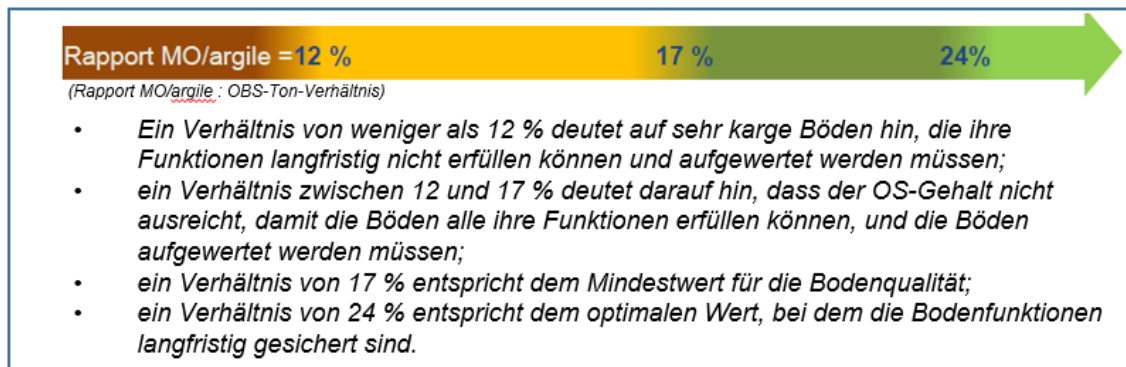 Rapport MO/argile =12 % 17 % 24%
(Rapport MO/argile : OBS-Ton-Verhältnis)
• Ein Verhältnis von weniger als 12 % deutet auf sehr karge Böden hin, die ihre
Funktionen langfristig nicht erfüllen können und aufgewertet werden müssen;
• ein Verhältnis zwischen 12 und 17 % deutet darauf hin, dass der OS-Gehalt nicht
ausreicht, damit die Böden alle ihre Funktionen erfüllen können, und die Böden
aufgewertet werden müssen;
• ein Verhältnis von 17 % entspricht dem Mindestwert für die Bodenqualität;
• ein Verhältnis von 24 % entspricht dem optimalen Wert, bei dem die Bodenfunktionen
langfristig gesichert sind.